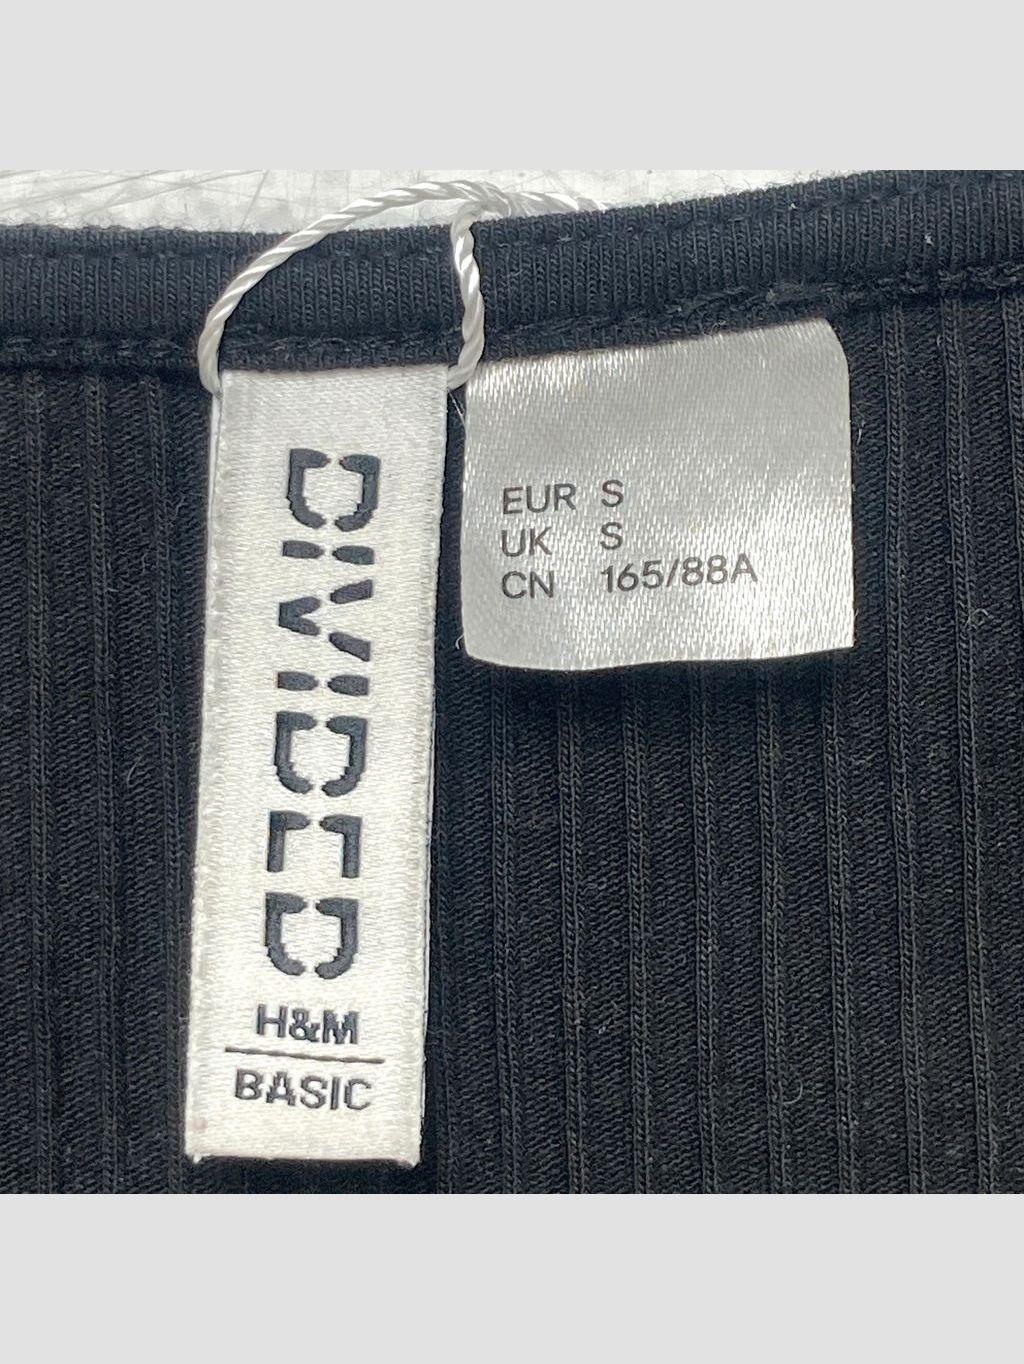 DIVIDED
H&M
BASIC
EUR S
UK S
CN 165/88A